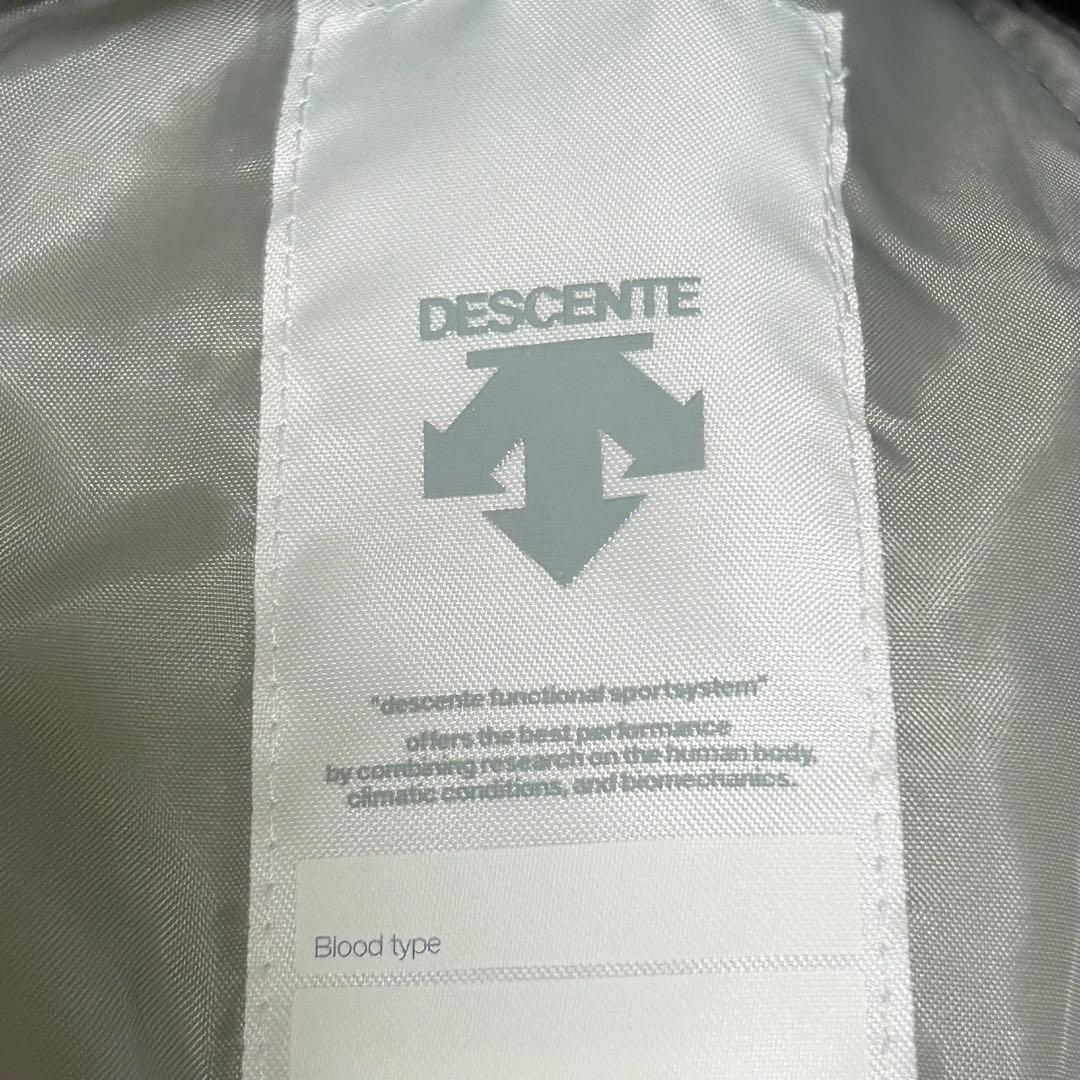 DESCENTE
"descente functional sportsystem"
offers the best performance
by combining research on the human body,
climatic conditions, and biomechanics.
Blood type